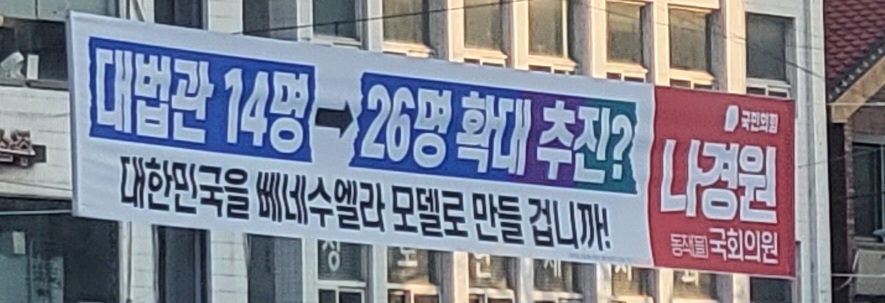 대법관 14명 → 26명 확대 추진?
대한민국을 베네수엘라 모델로 만들 겁니까!
국민의힘
나경원
동작(을) 국회의원